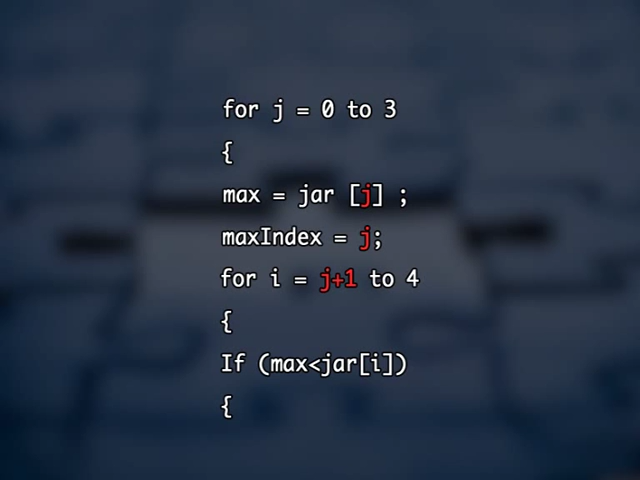 for j = 0 to 3
{
max = jar [j] ;
maxIndex = j;
for i = j+1 to 4
{
If (max<jar[i])
{